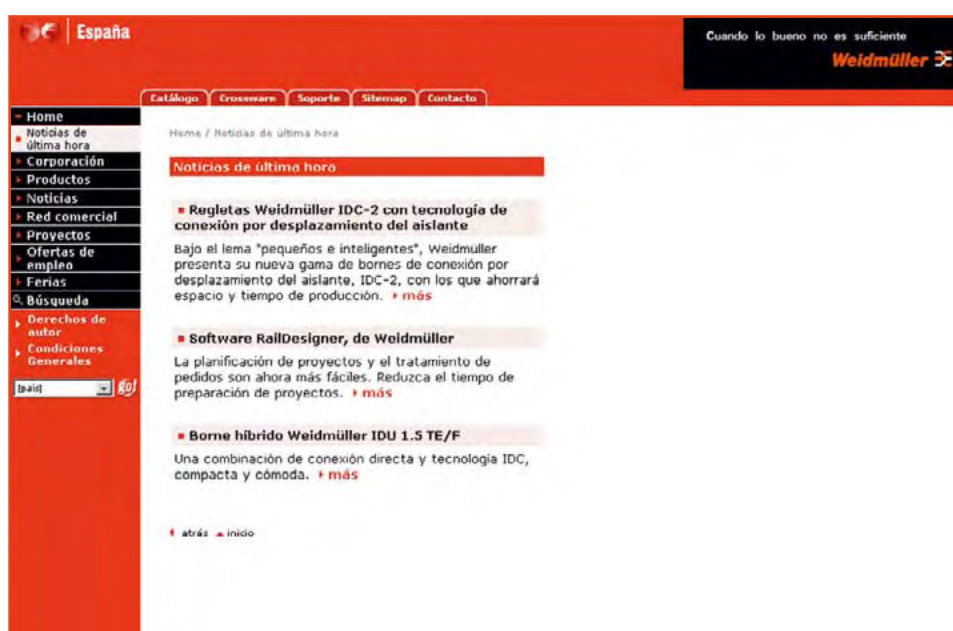 España
Cuando lo bueno no es suficiente
Weidmüller
Catálogo Crossware Soporte Sitemap Contacto
Home
Noticias de
última hora
Corporación
Productos
Noticias
Red comercial
Proyectos
Ofertas de
empleo
Ferias
Búsqueda
Derechos de
autor
Condiciones
Generales
[país] go!
Home / Noticias de última hora
Noticias de última hora
Regletas Weidmüller IDC-2 con tecnología de
conexión por desplazamiento del aislante
Bajo el lema "pequeños e inteligentes", Weidmüller
presenta su nueva gama de bornes de conexión por
desplazamiento del aislante, IDC-2, con los que ahorrará
espacio y tiempo de producción. más
Software RailDesigner, de Weidmüller
La planificación de proyectos y el tratamiento de
pedidos son ahora más fáciles. Reduzca el tiempo de
preparación de proyectos. más
Borne híbrido Weidmüller IDU 1.5 TE/F
Una combinación de conexión directa y tecnología IDC,
compacta y cómoda. más
atrás inicio